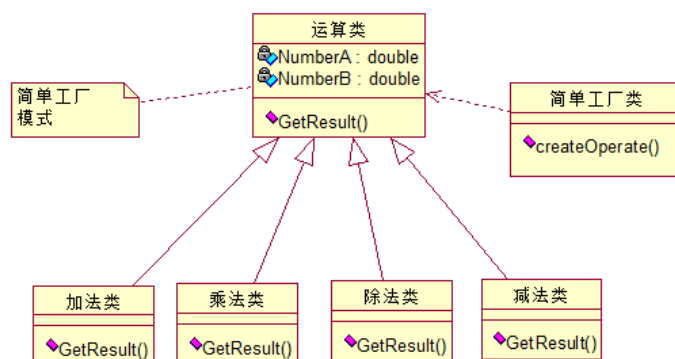 运算类
NumberA : double
NumberB : double
GetResult()
简单工厂
模式
简单工厂类
createOperate()
加法类
GetResult()
乘法类
GetResult()
除法类
GetResult()
减法类
GetResult()